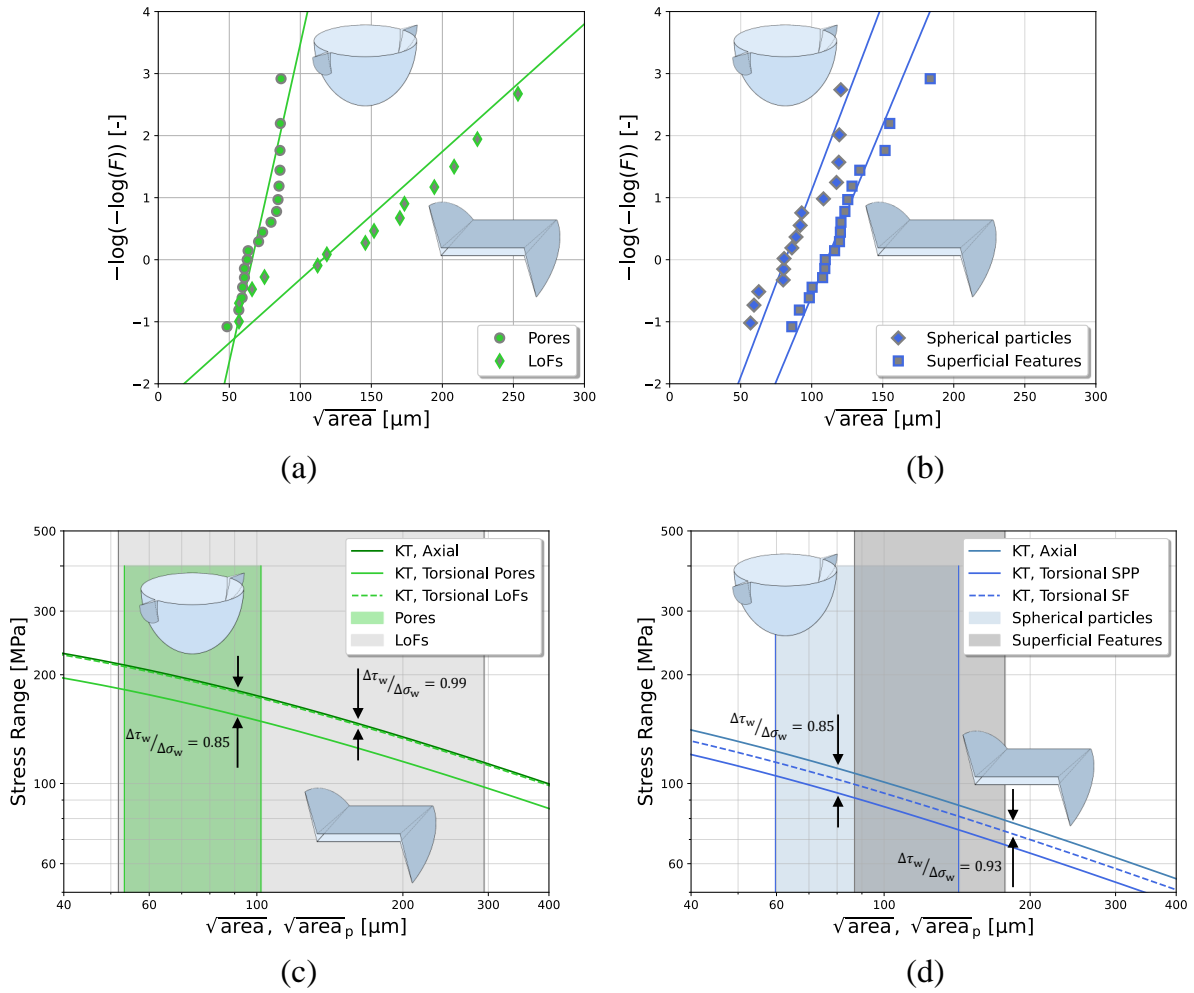 4
3
2
1
0
−1
−2
−log(−log(F)) [-]
Pores
LoFs
0 50 100 150 200 250 300
√area [µm]
(a)
4
3
2
1
0
−1
−2
−log(−log(F)) [-]
Spherical particles
Superficial Features
0 50 100 150 200 250 300
√area [µm]
(b)
500
400
300
200
100
60
Stress Range [MPa]
KT, Axial
KT, Torsional Pores
KT, Torsional LoFs
Pores
LoFs
Δτw/Δσw = 0.99
Δτw/Δσw = 0.85
40 60 100 200 400
√area, √areap [µm]
(c)
500
400
300
200
100
60
Stress Range [MPa]
KT, Axial
KT, Torsional SPP
KT, Torsional SF
Spherical particles
Superficial Features
Δτw/Δσw = 0.85
Δτw/Δσw = 0.93
40 60 100 200 400
√area, √areap [µm]
(d)